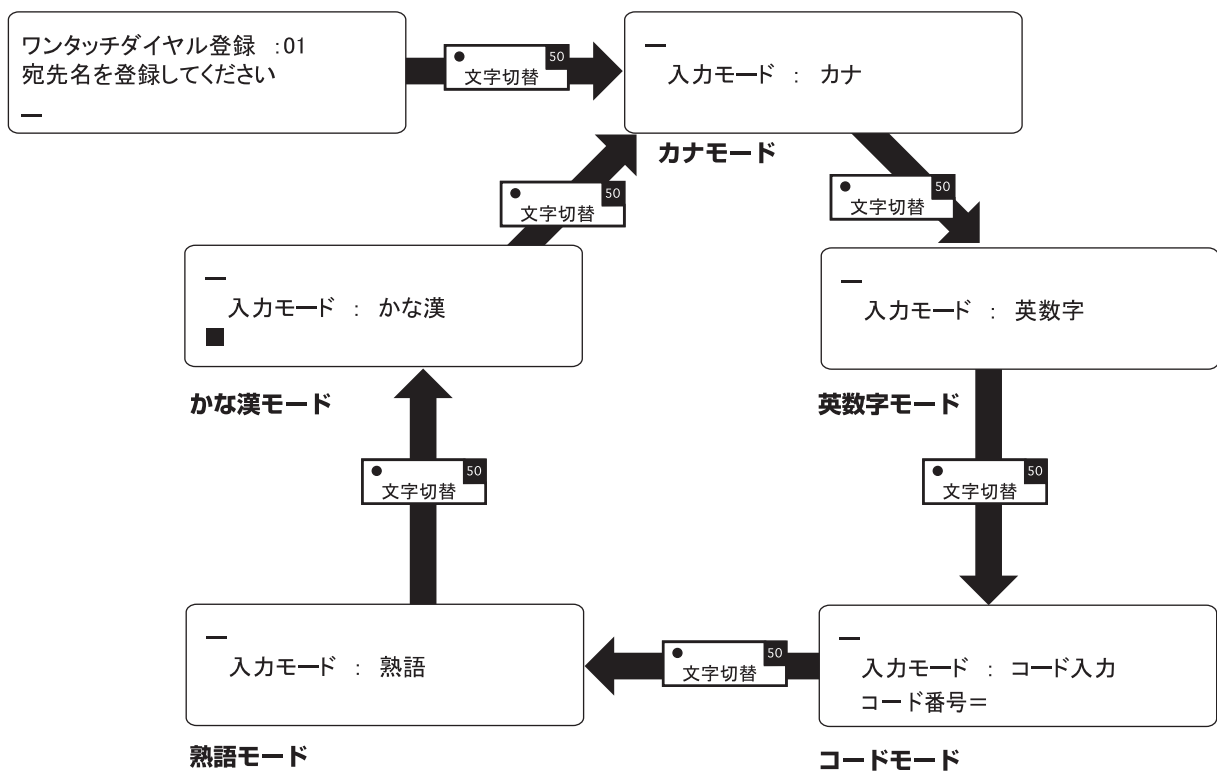 ワンタッチダイヤル登録 :01
宛先名を登録してください
50
文字切替
入力モード : カナ
カナモード
50
文字切替
50
文字切替
入力モード : かな漢
かな漢モード
入力モード : 英数字
英数字モード
50
文字切替
50
文字切替
入力モード : 熟語
熟語モード
50
文字切替
入力モード : コード入力
コード番号=
コードモード